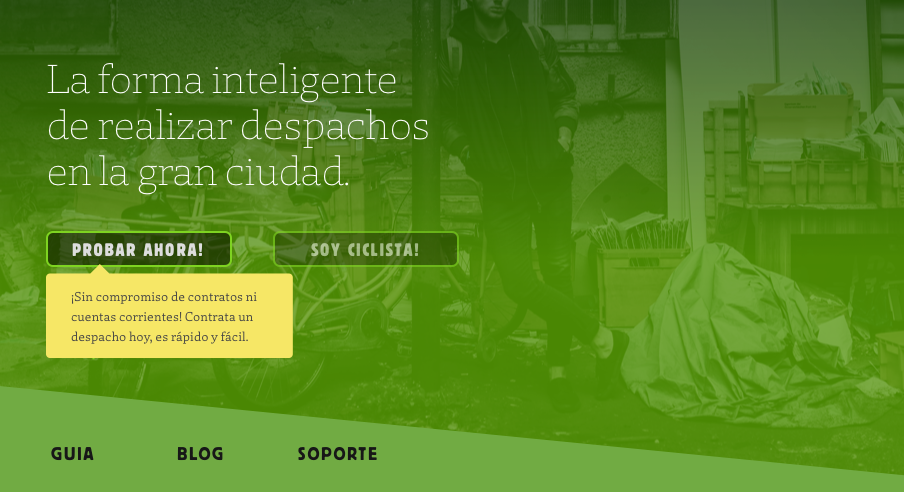 La forma inteligente
de realizar despachos
en la gran ciudad.
PROBAR AHORA!
SOY CICLISTA!
¡Sin compromiso de contratos ni
cuentas corrientes! Contrata un
despacho hoy, es rápido y fácil.
GUIA
BLOG
SOPORTE